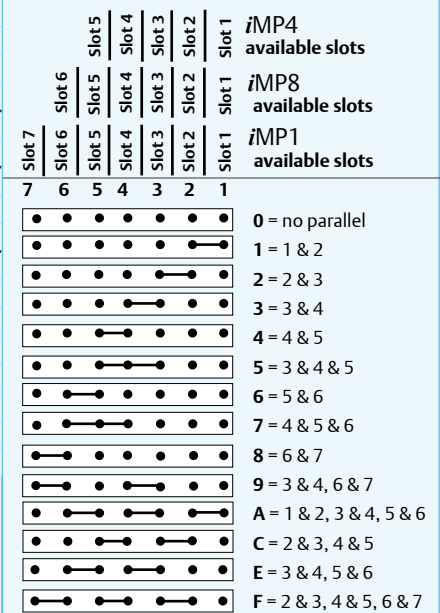 Slot 5 Slot 4 Slot 3 Slot 2 Slot 1 iMP4
available slots
Slot 6 Slot 5 Slot 4 Slot 3 Slot 2 Slot 1 iMP8
available slots
Slot 7 Slot 6 Slot 5 Slot 4 Slot 3 Slot 2 Slot 1 iMP1
available slots
7 6 5 4 3 2 1
0 = no parallel
1 = 1 & 2
2 = 2 & 3
3 = 3 & 4
4 = 4 & 5
5 = 3 & 4 & 5
6 = 5 & 6
7 = 4 & 5 & 6
8 = 6 & 7
9 = 3 & 4, 6 & 7
A = 1 & 2, 3 & 4, 5 & 6
C = 2 & 3, 4 & 5
E = 3 & 4, 5 & 6
F = 2 & 3, 4 & 5, 6 & 7